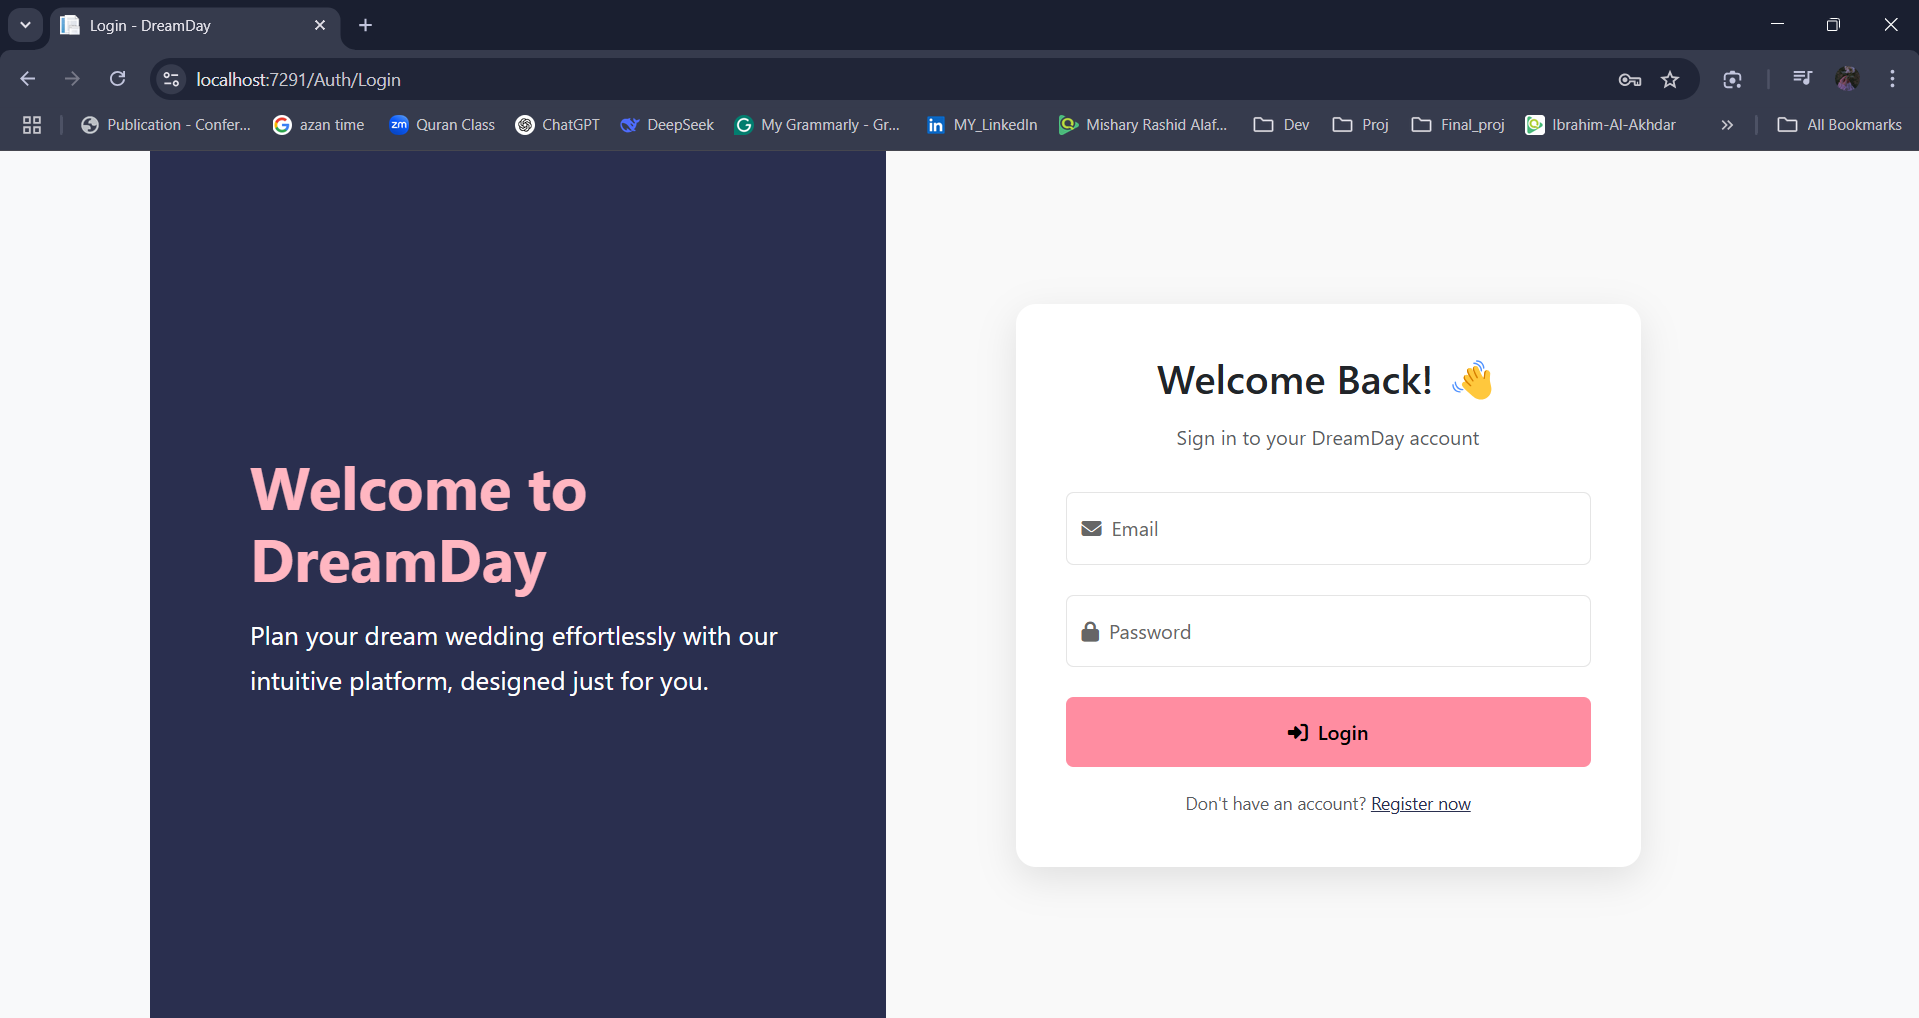 Login - DreamDay
localhost:7291/Auth/Login
Publication - Confer... azan time zm Quran Class ChatGPT DeepSeek G My Grammarly - Gr... in MY_LinkedIn Mishary Rashid Alaf... Dev Proj Final_proj Ibrahim-Al-Akhdar All Bookmarks
Welcome to
DreamDay
Plan your dream wedding effortlessly with our
intuitive platform, designed just for you.
Welcome Back! 👋
Sign in to your DreamDay account
Email
Password
Login
Don't have an account? Register now